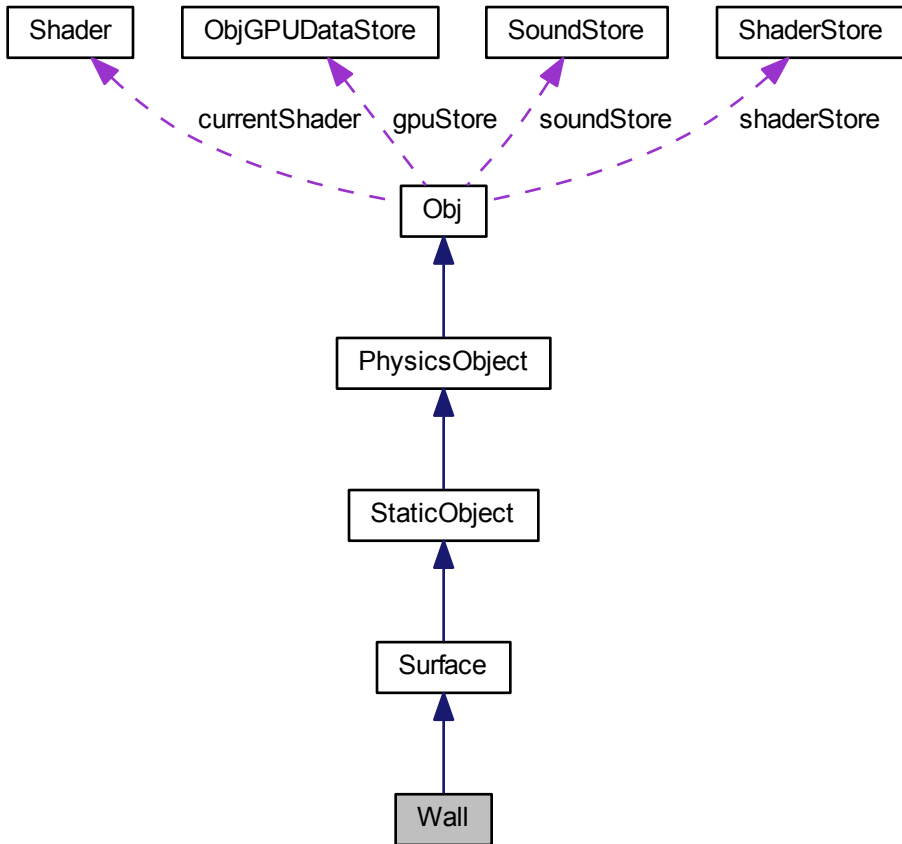 Shader
ObjGPUDataStore
SoundStore
ShaderStore
currentShader
gpuStore
soundStore
shaderStore
Obj
PhysicsObject
StaticObject
Surface
Wall